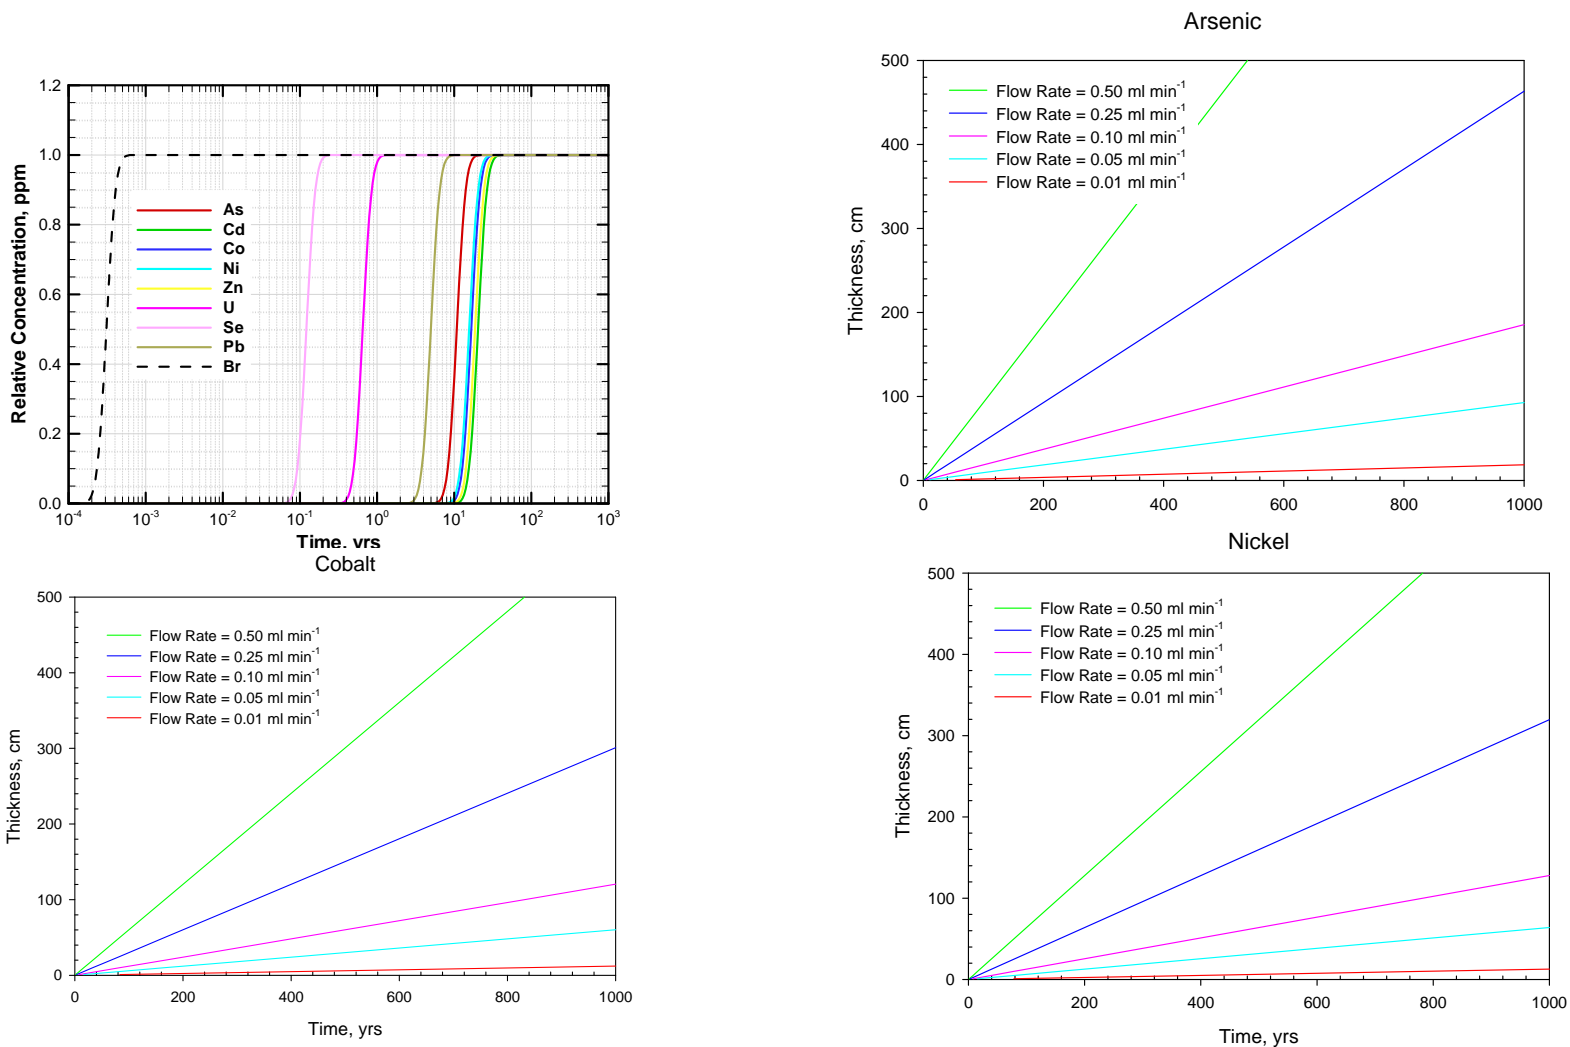 1.2
1.0
0.8
0.6
0.4
0.2
0.0
Relative Concentration, ppm
As
Cd
Co
Ni
Zn
U
Se
Pb
Br
10-4 10-3 10-2 10-1 100 101 102 103
Time, yrs
Arsenic
500
400
300
200
100
0
Thickness, cm
Flow Rate = 0.50 ml min-1
Flow Rate = 0.25 ml min-1
Flow Rate = 0.10 ml min-1
Flow Rate = 0.05 ml min-1
Flow Rate = 0.01 ml min-1
0 200 400 600 800 1000
Cobalt
500
400
300
200
100
0
Thickness, cm
Flow Rate = 0.50 ml min-1
Flow Rate = 0.25 ml min-1
Flow Rate = 0.10 ml min-1
Flow Rate = 0.05 ml min-1
Flow Rate = 0.01 ml min-1
0 200 400 600 800 1000
Time, yrs
Nickel
500
400
300
200
100
0
Thickness, cm
Flow Rate = 0.50 ml min-1
Flow Rate = 0.25 ml min-1
Flow Rate = 0.10 ml min-1
Flow Rate = 0.05 ml min-1
Flow Rate = 0.01 ml min-1
0 200 400 600 800 1000
Time, yrs